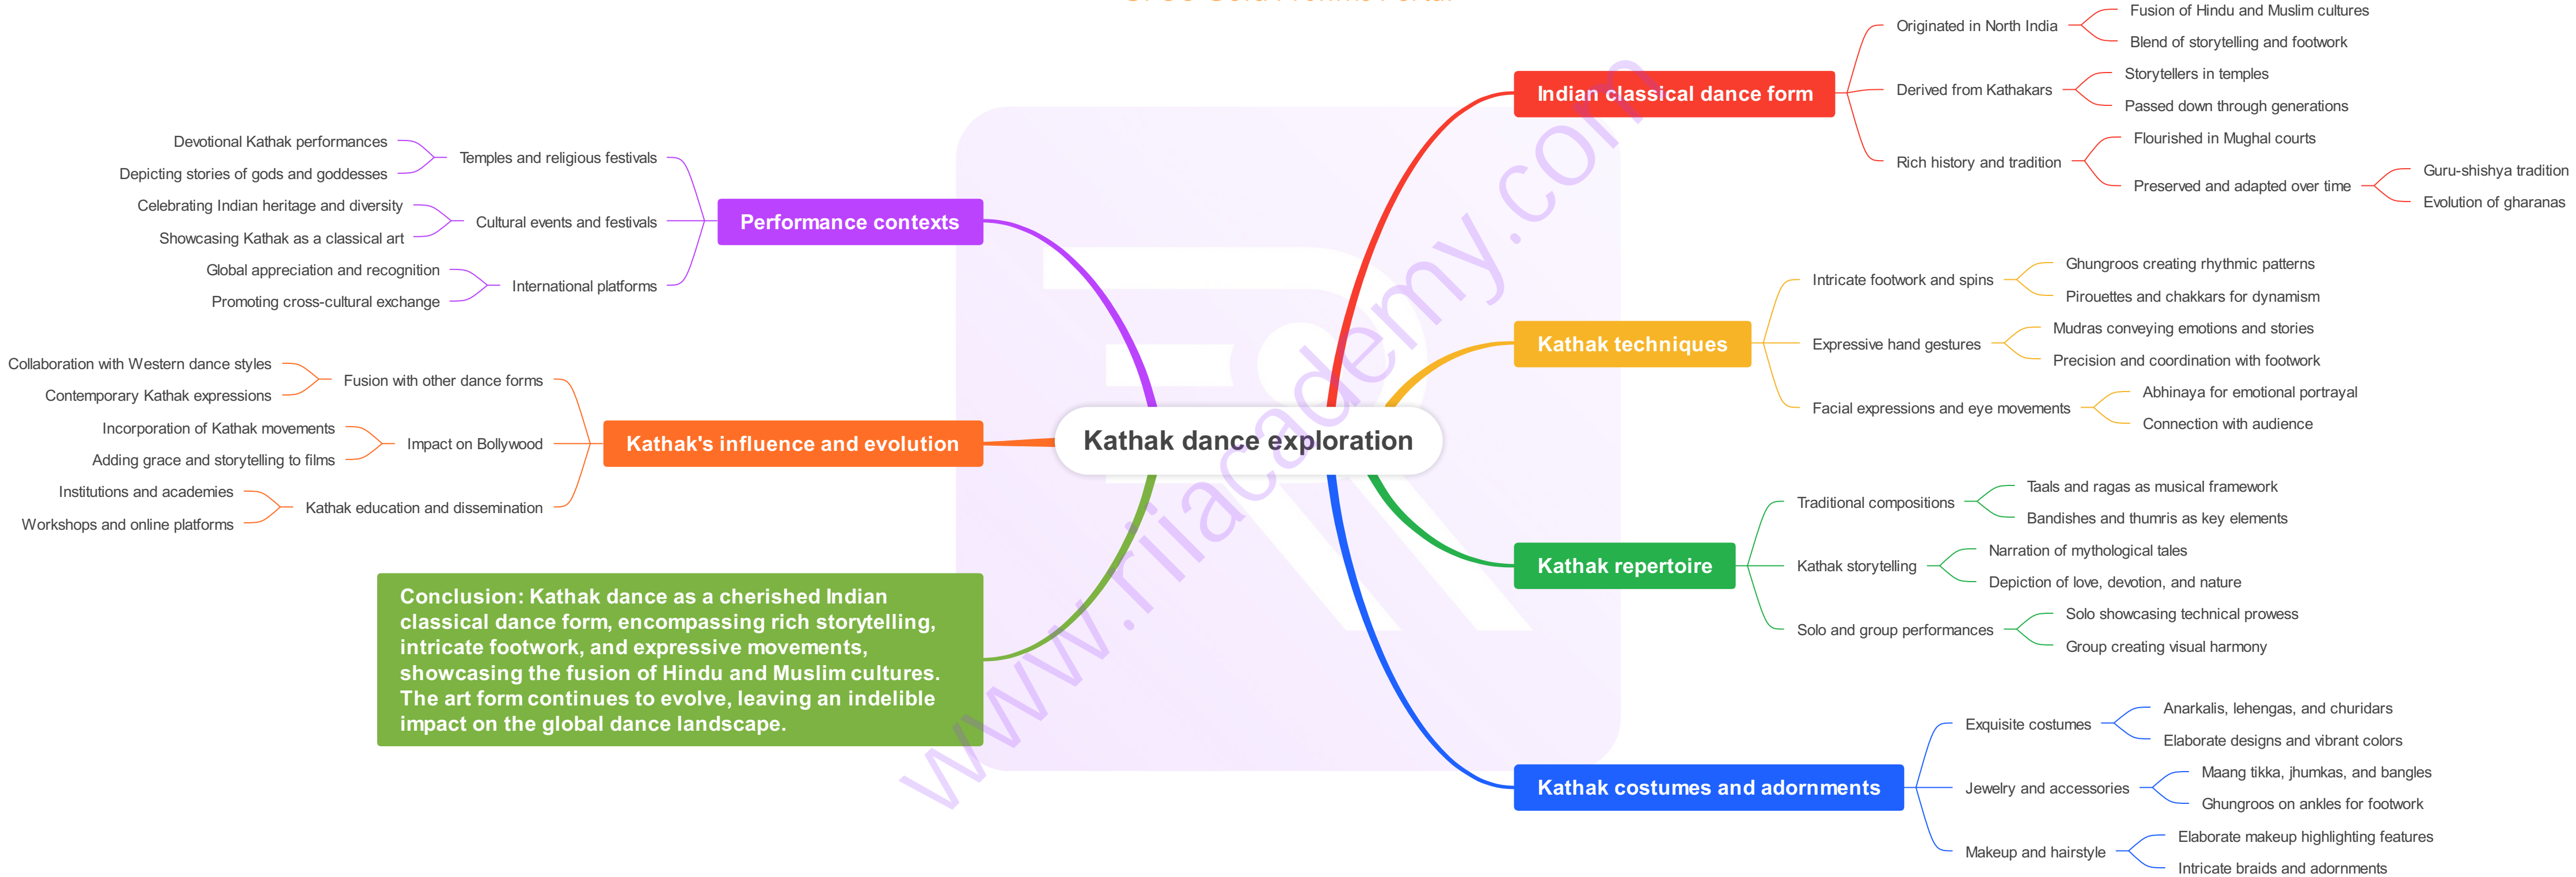 Kathak dance exploration
Indian classical dance form
Originated in North India
Fusion of Hindu and Muslim cultures
Blend of storytelling and footwork
Derived from Kathakars
Storytellers in temples
Passed down through generations
Rich history and tradition
Flourished in Mughal courts
Preserved and adapted over time
Guru-shishya tradition
Evolution of gharanas
Kathak techniques
Intricate footwork and spins
Ghungroos creating rhythmic patterns
Pirouettes and chakkars for dynamism
Expressive hand gestures
Mudras conveying emotions and stories
Precision and coordination with footwork
Facial expressions and eye movements
Abhinaya for emotional portrayal
Connection with audience
Kathak repertoire
Traditional compositions
Taals and ragas as musical framework
Bandishes and thumris as key elements
Kathak storytelling
Narration of mythological tales
Depiction of love, devotion, and nature
Solo and group performances
Solo showcasing technical prowess
Group creating visual harmony
Kathak costumes and adornments
Exquisite costumes
Anarkalis, lehengas, and churidars
Elaborate designs and vibrant colors
Jewelry and accessories
Maang tikka, jhumkas, and bangles
Ghungroos on ankles for footwork
Makeup and hairstyle
Elaborate makeup highlighting features
Intricate braids and adornments
Performance contexts
Temples and religious festivals
Devotional Kathak performances
Depicting stories of gods and goddesses
Cultural events and festivals
Celebrating Indian heritage and diversity
Showcasing Kathak as a classical art
International platforms
Global appreciation and recognition
Promoting cross-cultural exchange
Kathak's influence and evolution
Fusion with other dance forms
Collaboration with Western dance styles
Contemporary Kathak expressions
Impact on Bollywood
Incorporation of Kathak movements
Adding grace and storytelling to films
Kathak education and dissemination
Institutions and academies
Workshops and online platforms
Conclusion: Kathak dance as a cherished Indian
classical dance form, encompassing rich storytelling,
intricate footwork, and expressive movements,
showcasing the fusion of Hindu and Muslim cultures.
The art form continues to evolve, leaving an indelible
impact on the global dance landscape.